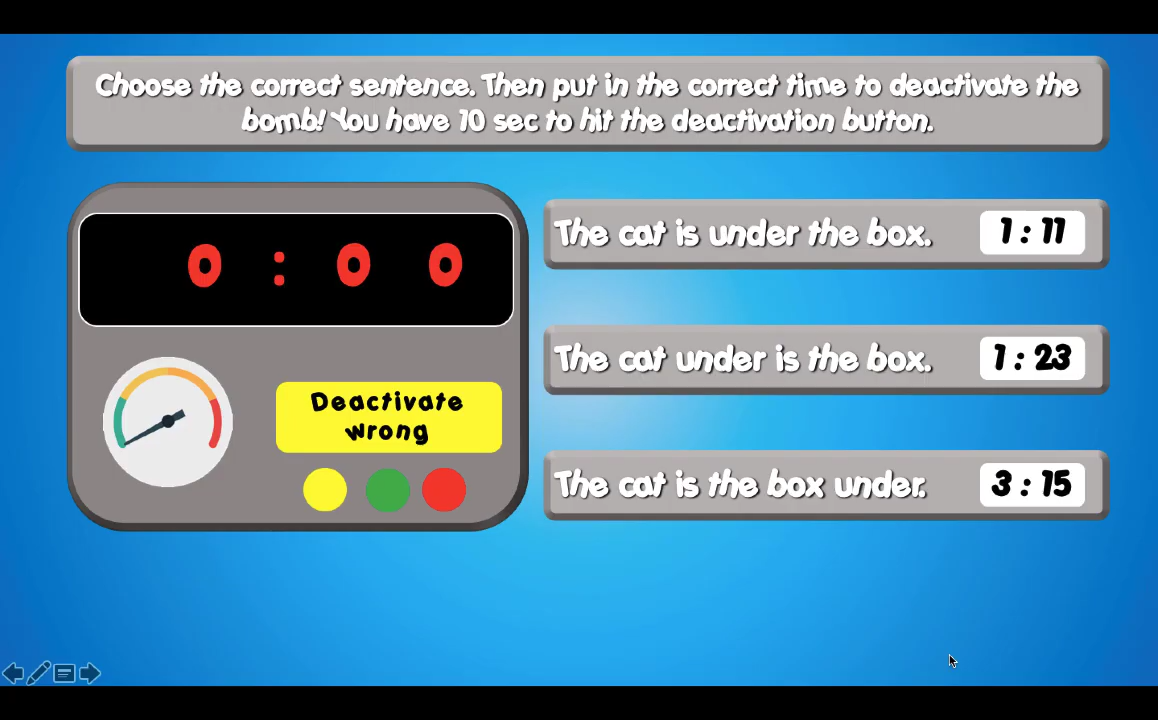 Choose the correct sentence. Then put in the correct time to deactivate the
bomb! You have 10 sec to hit the deactivation button.
0 : 0 0
Deactivate
wrong
The cat is under the box. 1 : 11
The cat under is the box. 1 : 23
The cat is the box under. 3 : 15